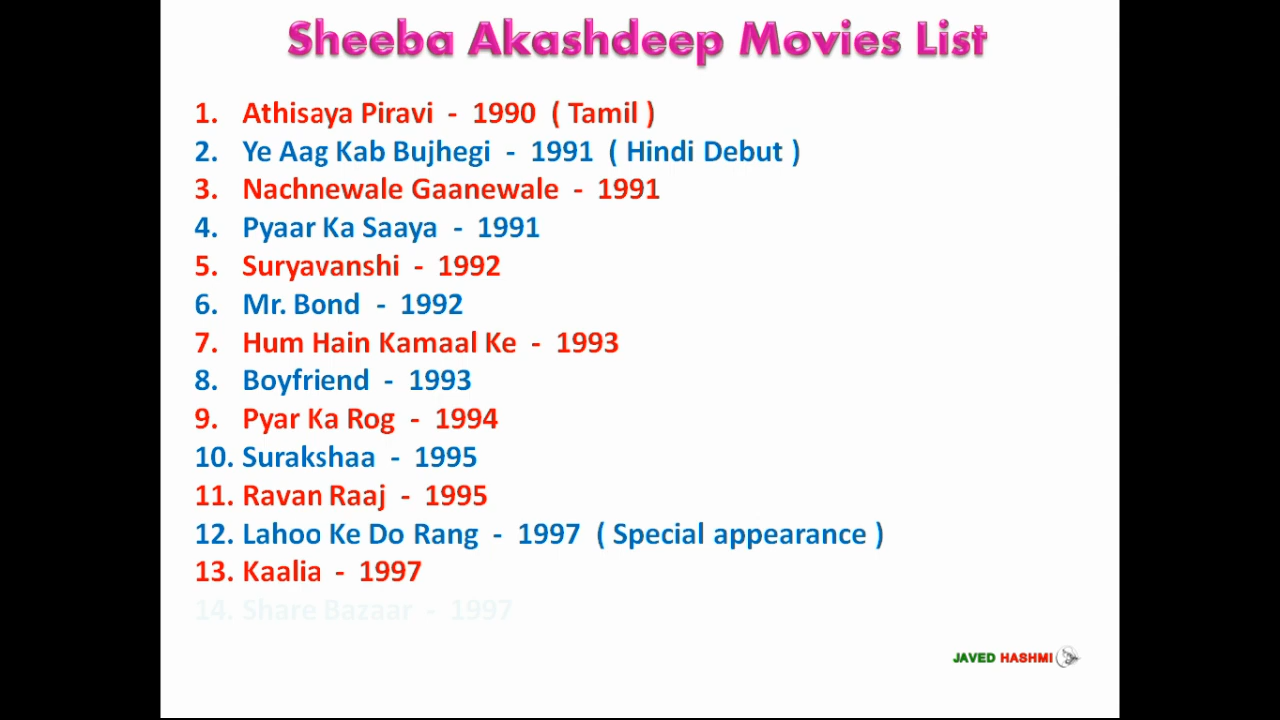 Sheeba Akashdeep Movies List
1. Athisaya Piravi - 1990 ( Tamil )
2. Ye Aag Kab Bujhegi - 1991 ( Hindi Debut )
3. Nachnewale Gaanewale - 1991
4. Pyaar Ka Saaya - 1991
5. Suryavanshi - 1992
6. Mr. Bond - 1992
7. Hum Hain Kamaal Ke - 1993
8. Boyfriend - 1993
9. Pyar Ka Rog - 1994
10. Surakshaa - 1995
11. Ravan Raaj - 1995
12. Lahoo Ke Do Rang - 1997 ( Special appearance )
13. Kaalia - 1997
14. Share Bazaar - 1997
JAVED HASHMI